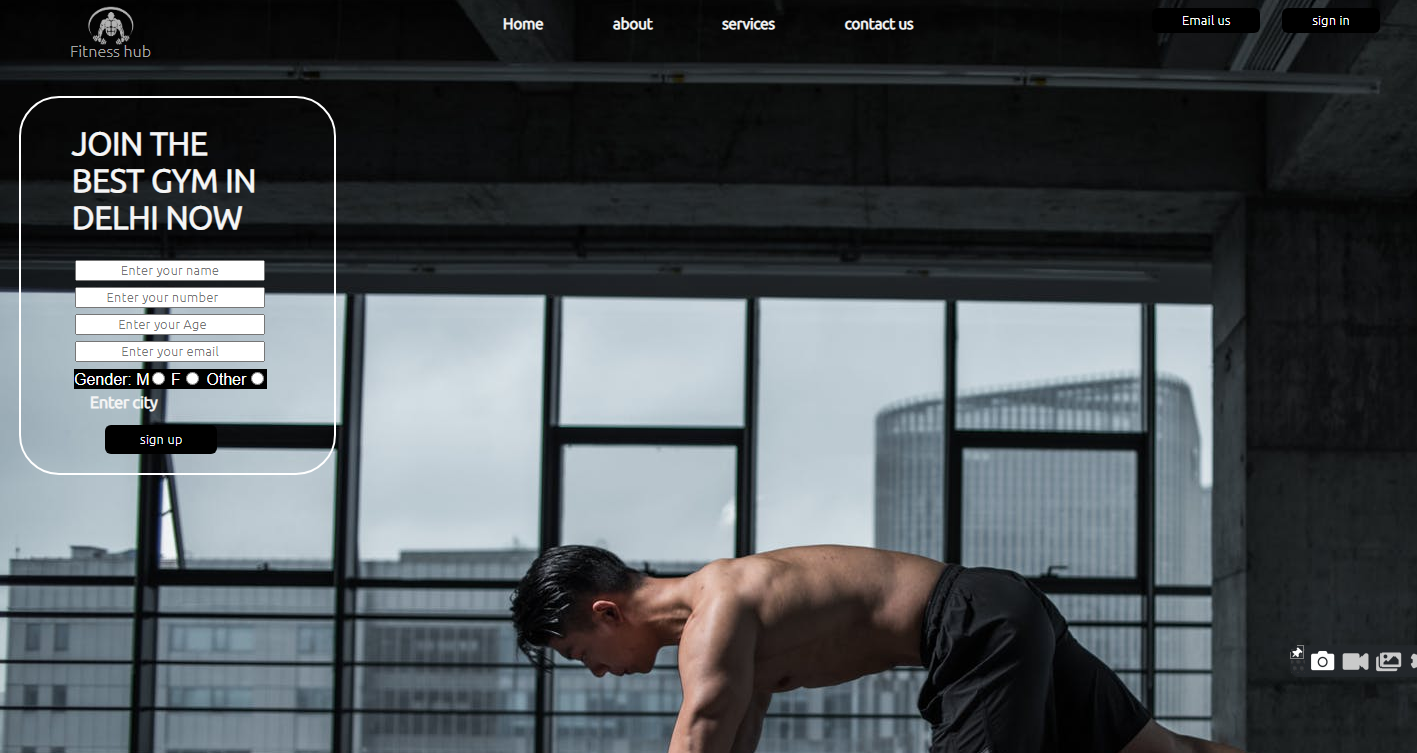 Fitness hub
Home about services contact us
Email us sign in
JOIN THE
BEST GYM IN
DELHI NOW
Enter your name
Enter your number
Enter your Age
Enter your email
Gender: M F Other
Enter city
sign up